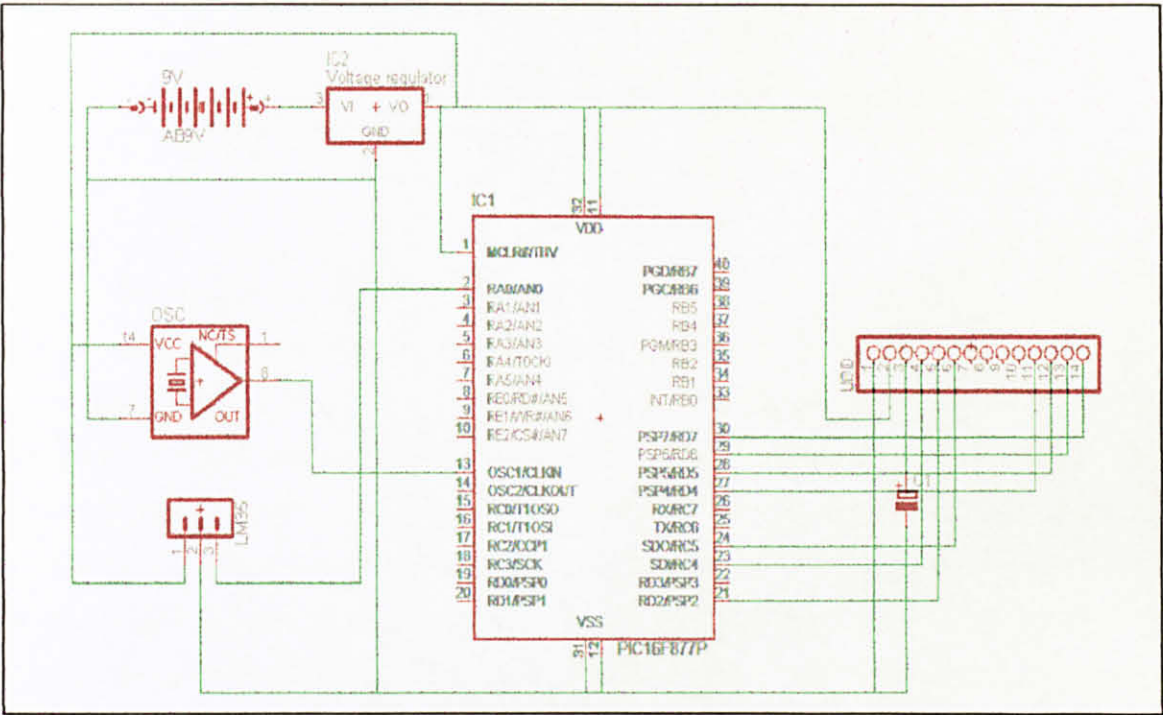 9V
AB9V
IC2
Voltage regulator
3 VI + VO
GND
2
IC1
32 11
VDD
1 MCLR#/THV
2 RA0/AN0
3 RA1/AN1
4 RA2/AN2
5 RA3/AN3
6 RA4/TOCKI
7 RA5/AN4
8 RE0/RD#/AN5
9 RE1/WR#/AN6
10 RE2/CS#/AN7
13 OSC1/CLKIN
14 OSC2/CLKOUT
15 RC0/T1OSO
16 RC1/T1OSI
17 RC2/CCP1
18 RC3/SCK
19 RD0/PSP0
20 RD1/PSP1
PGD/RB7 40
PGC/RB6 39
RB5 38
RB4 37
PGM/RB3 36
RB2 35
RB1 34
INT/RB0 33
PSP7/RD7 30
PSP6/RD6 29
PSP5/RD5 28
PSP4/RD4 27
RX/RC7 26
TX/RC6 25
SDO/RC5 24
SDI/RC4 23
RD3/PSP3 22
RD2/PSP2 21
VSS
31 12
PIC16F877P
OSC
14 VCC
NC/TS 1
7 GND
OUT
LM35
1 2 3
1 2 3 4 5 6 7 8 9 10 11 12 13 14
C1